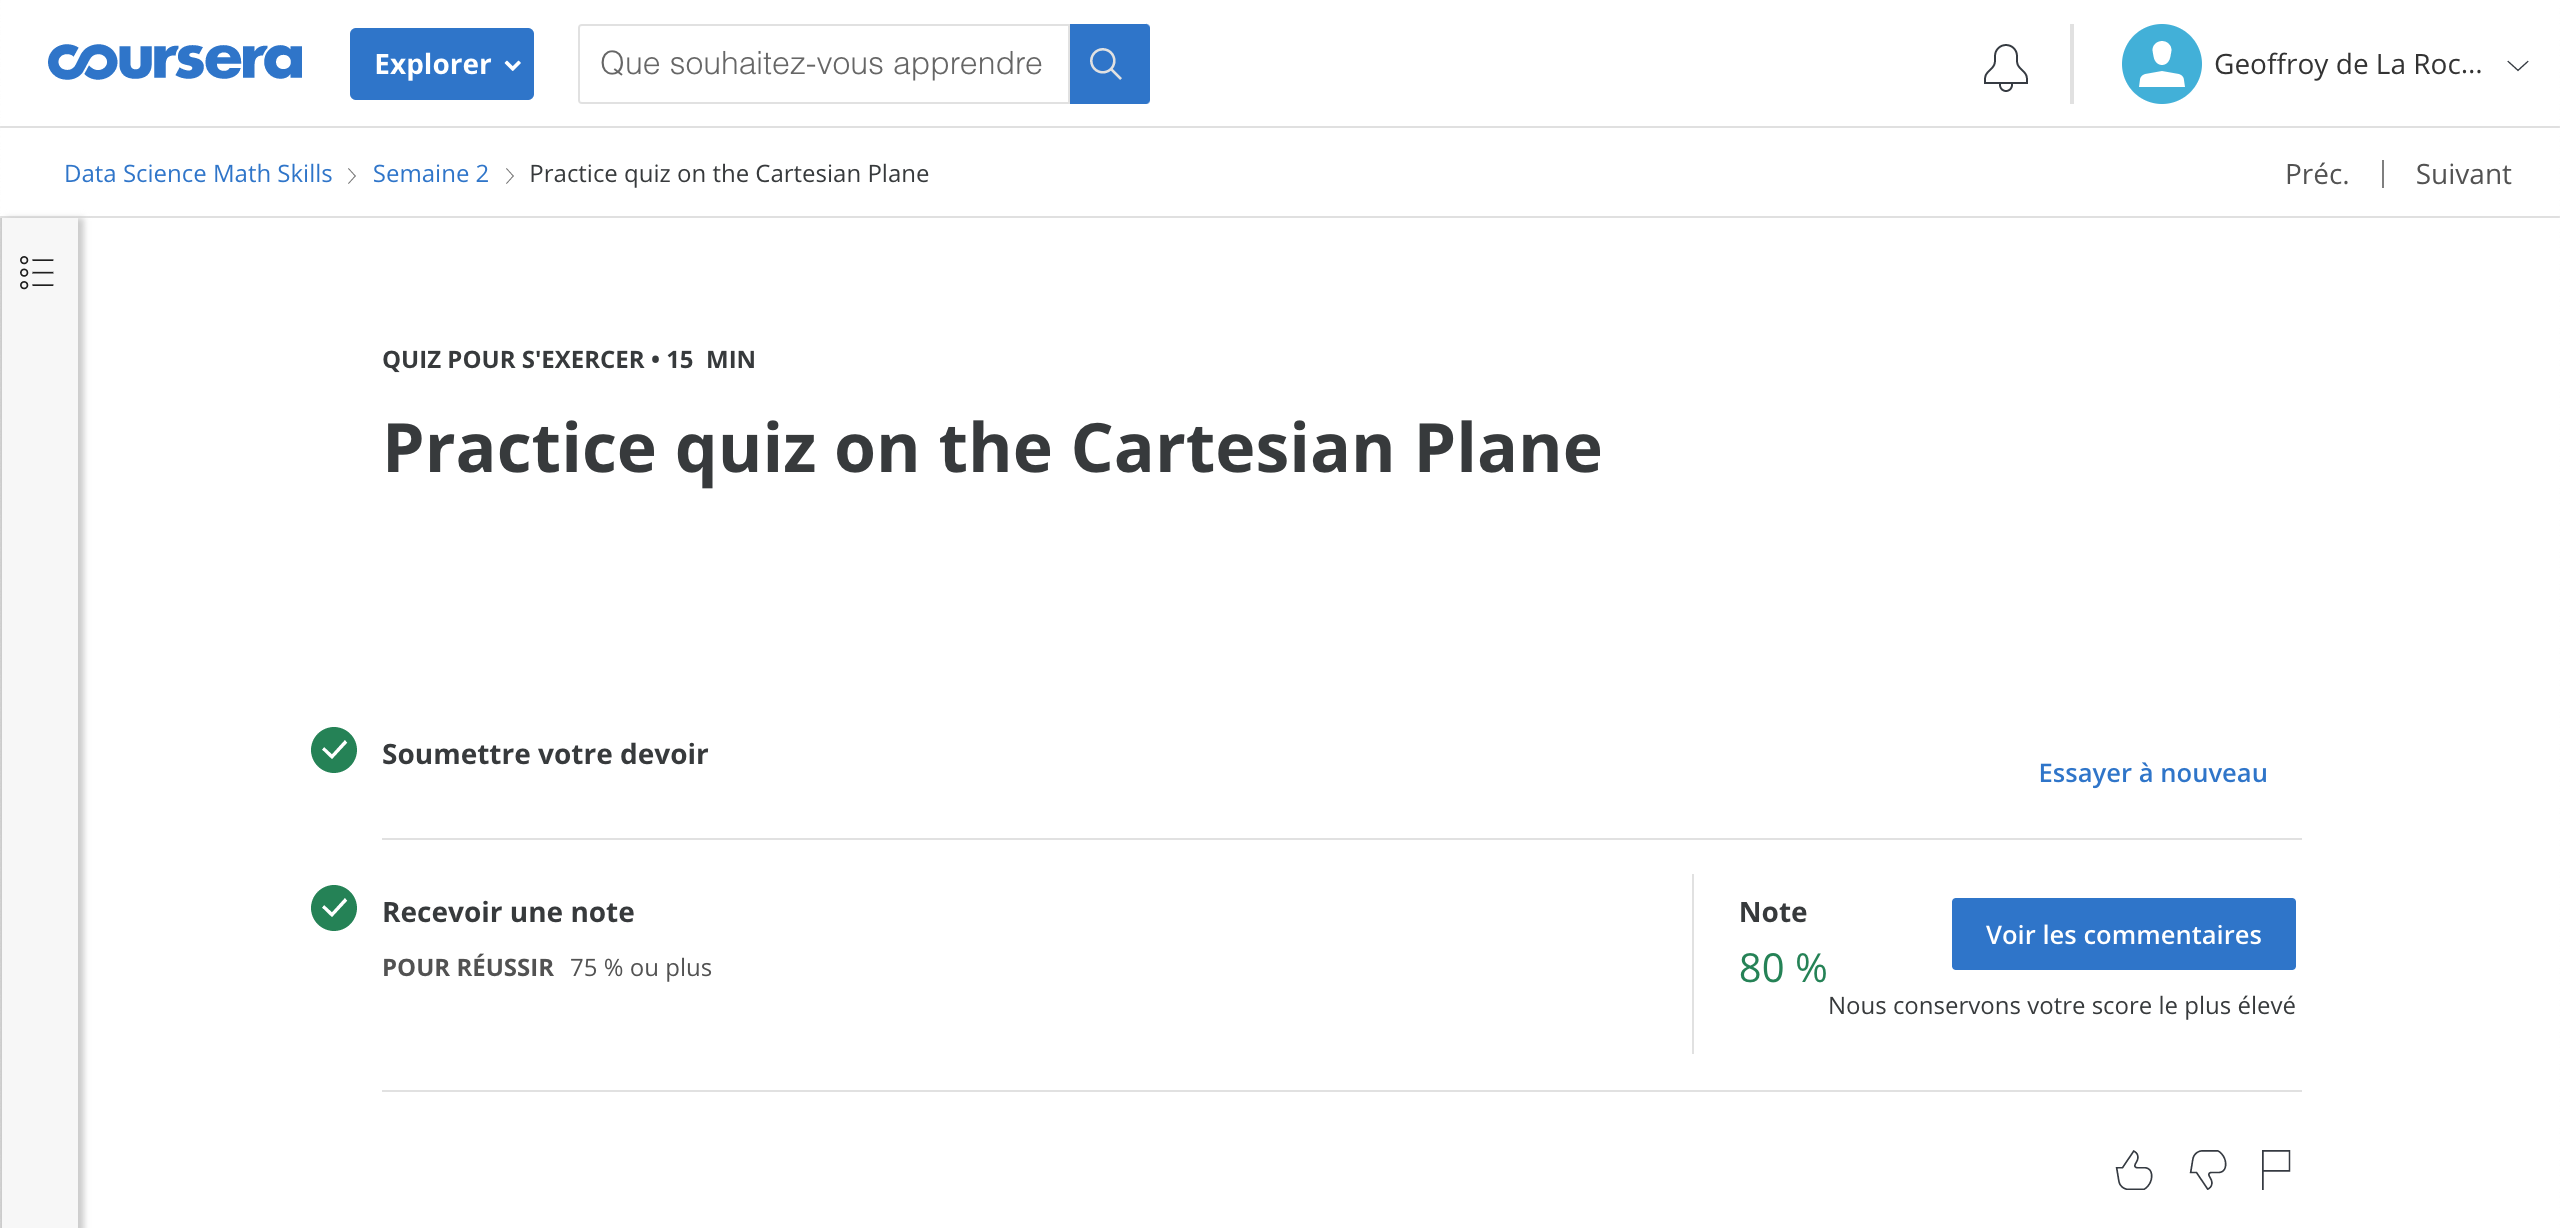 coursera
Explorer
Que souhaitez-vous apprendre
Geoffroy de La Roc...
Data Science Math Skills
Semaine 2
Practice quiz on the Cartesian Plane
Préc.
Suivant
QUIZ POUR S'EXERCER • 15 MIN
Practice quiz on the Cartesian Plane
Soumettre votre devoir
Essayer à nouveau
Recevoir une note
POUR RÉUSSIR 75 % ou plus
Note
80 %
Voir les commentaires
Nous conservons votre score le plus élevé